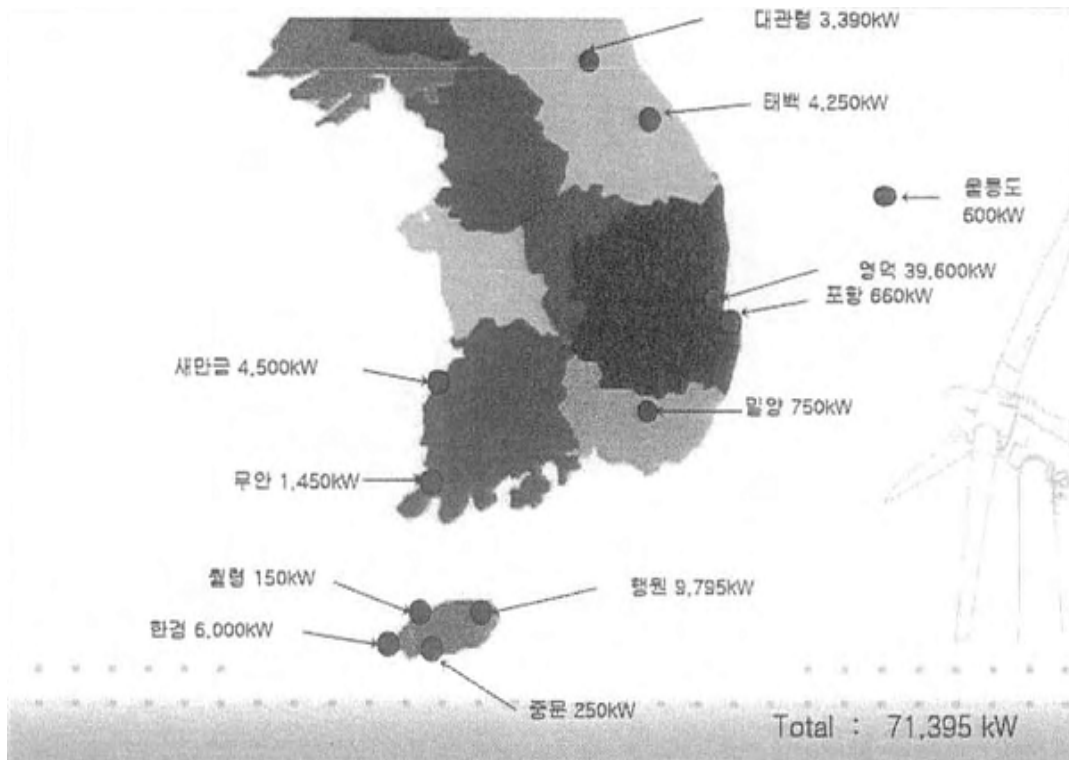 대관령 3,390kW
태백 4,250kW
울릉도
600kW
영덕 39,600kW
포항 660kW
새만금 4,500kW
밀양 750kW
무안 1,450kW
월령 150kW
행원 9,795kW
한경 6,000kW
중문 250kW
Total : 71,395 kW